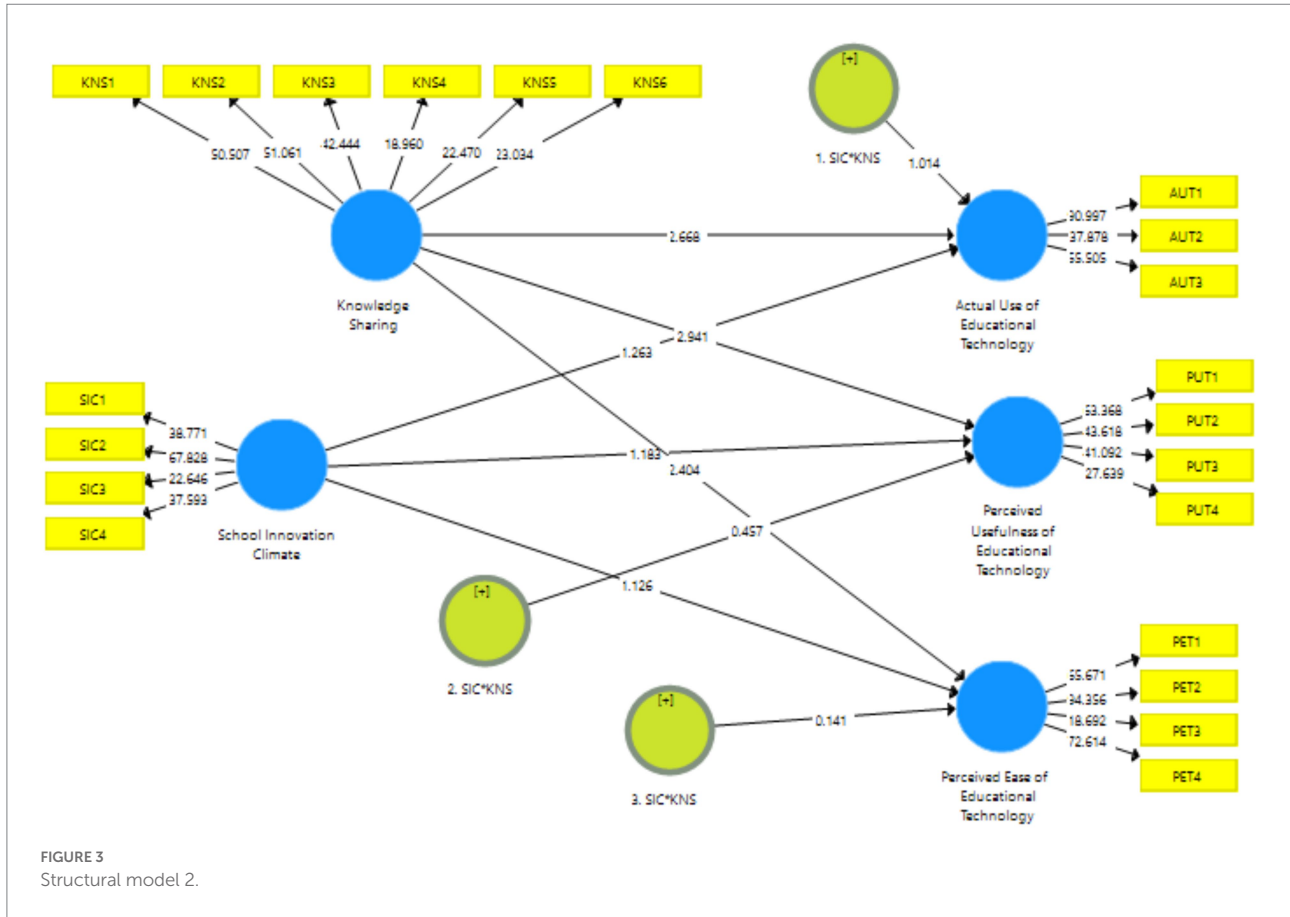 [+]
KNS1 KNS2 KNS3 KNS4 KNS5 KNS6
1. SIC*KNS
50.507 51.061 42.444 18.960 22.470 23.034
1.014
AUT1
AUT2
AUT3
30.997
37.878
55.505
2.668
Knowledge
Sharing
Actual Use of
Educational
Technology
2.941
1.263
SIC1
SIC2
SIC3
SIC4
38.771
67.828
22.646
37.593
School Innovation
Climate
PUT1
PUT2
PUT3
PUT4
53.368
43.618
41.092
27.639
1.183
2.404
Perceived
Usefulness of
Educational
Technology
0.457
1.126
[+]
2. SIC*KNS
PET1
PET2
PET3
PET4
18.692
72.614
[+]
0.141
3. SIC*KNS
Perceived Ease of
Educational
Technology
FIGURE 3
Structural model 2.